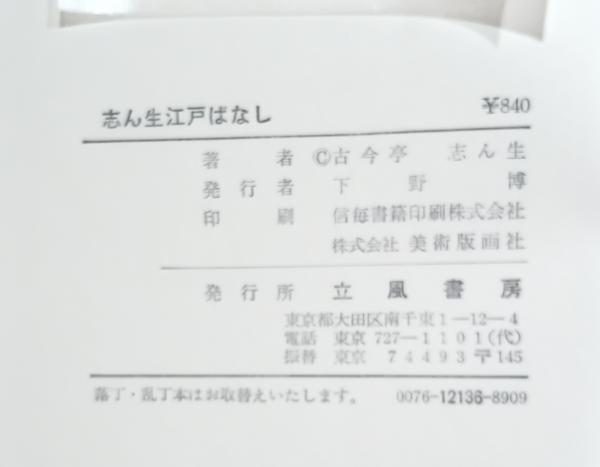 志ん生江戸ばなし ¥840
著者 ©古今亭 志ん生
発行者 下野博
印刷 信毎書籍印刷株式会社
株式会社 美術版画社
発行所 立風書房
東京都大田区南千束1―12―4
電話 東京 727―1101(代)
振替 東京 74493 〒145
落丁・乱丁本はお取替えいたします。 0076-12136-8909